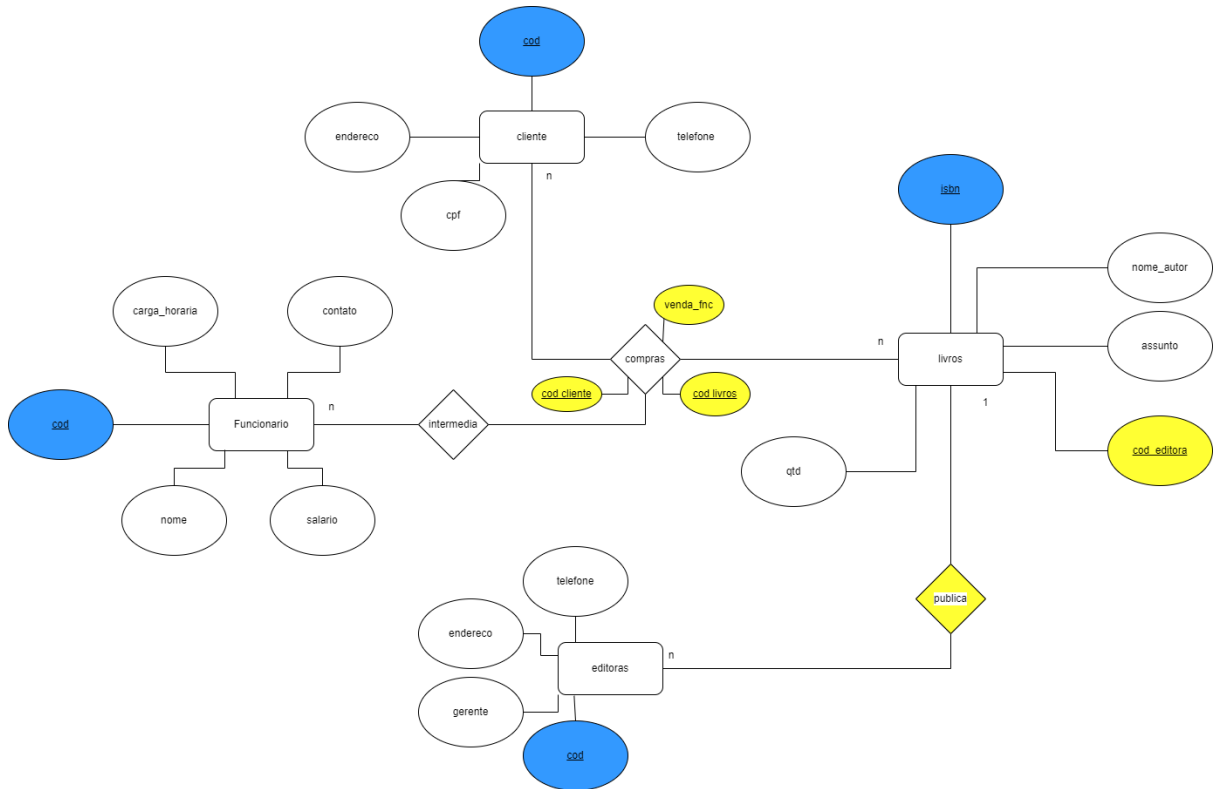 cod
endereco
cliente
telefone
n
cpf
isbn
nome_autor
carga_horaria
contato
venda_fnc
n
compras
livros
assunto
cod cliente
cod livros
1
n
cod
Funcionario
intermedia
cod_editora
qtd
nome
salario
telefone
publica
endereco
n
editoras
gerente
cod